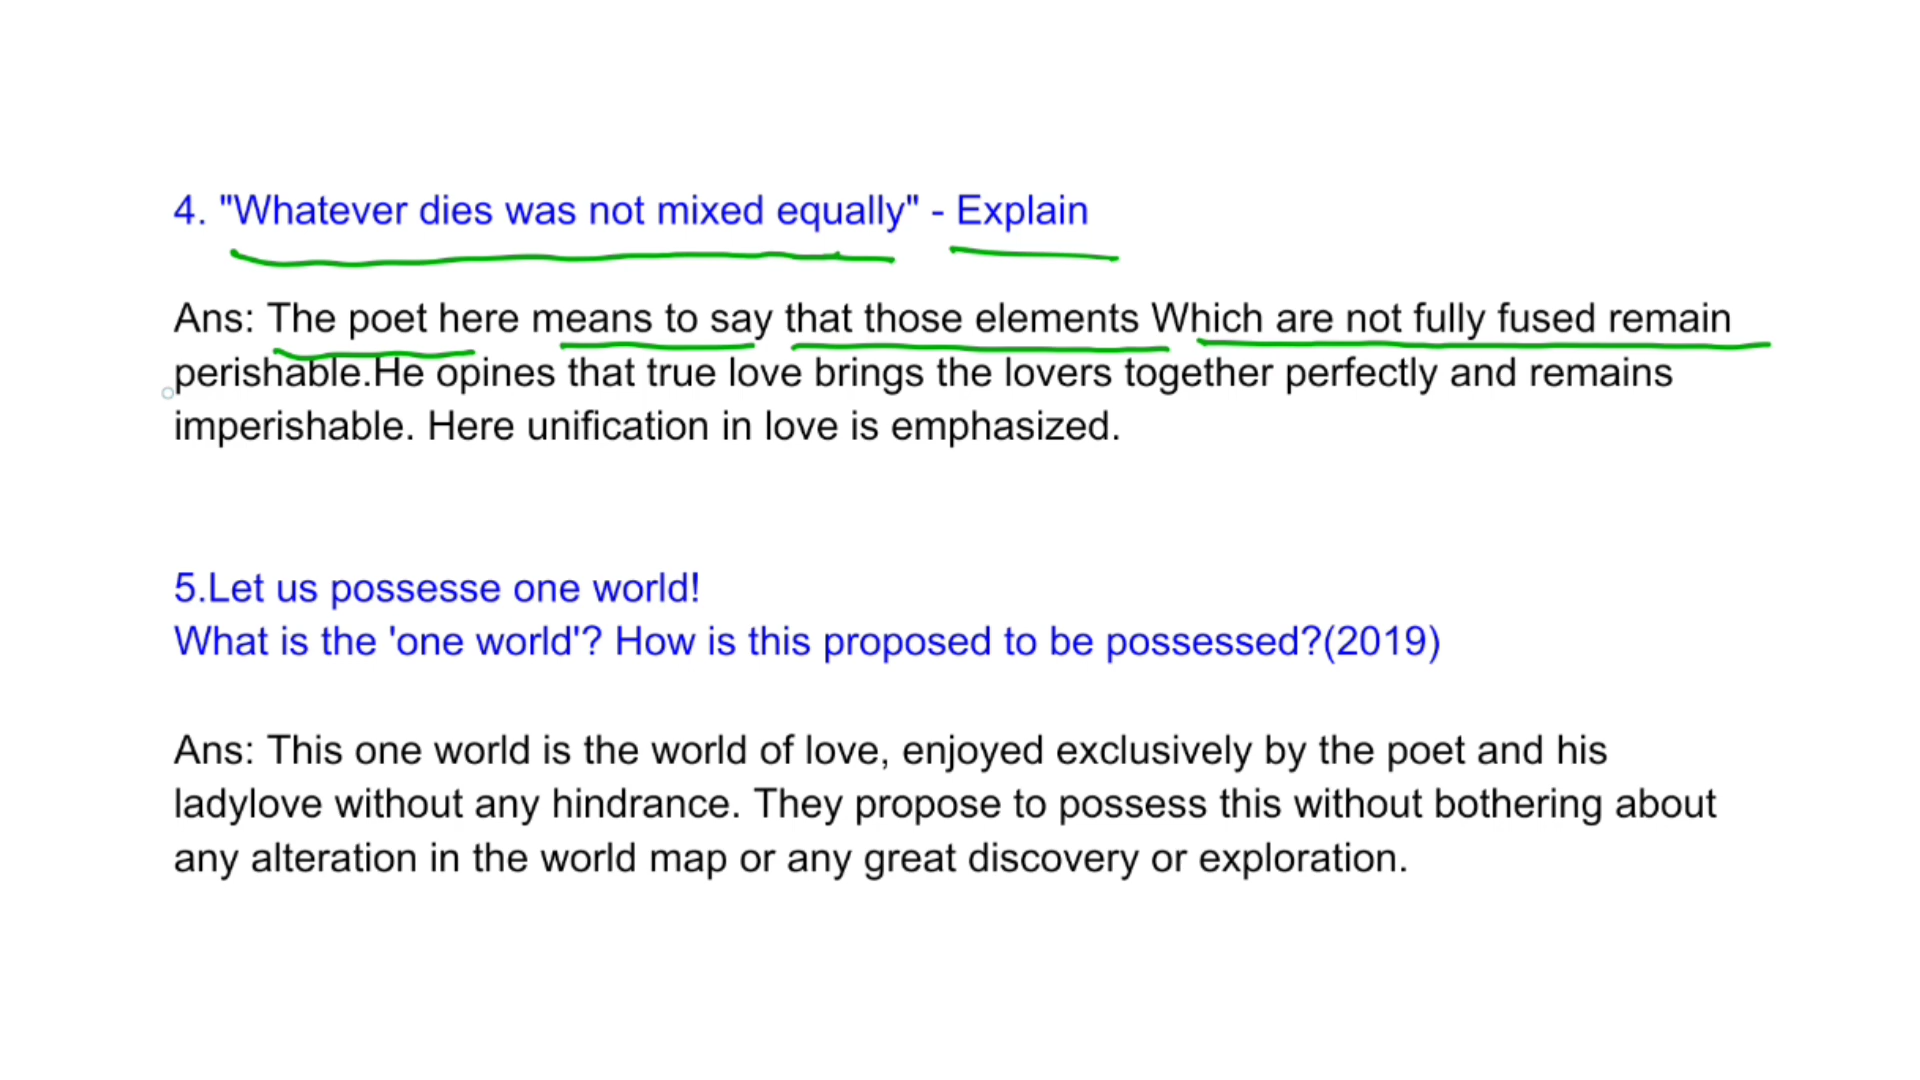 4. "Whatever dies was not mixed equally" - Explain
Ans: The poet here means to say that those elements Which are not fully fused remain
perishable.He opines that true love brings the lovers together perfectly and remains
imperishable. Here unification in love is emphasized.
5.Let us possesse one world!
What is the 'one world'? How is this proposed to be possessed?(2019)
Ans: This one world is the world of love, enjoyed exclusively by the poet and his
ladylove without any hindrance. They propose to possess this without bothering about
any alteration in the world map or any great discovery or exploration.